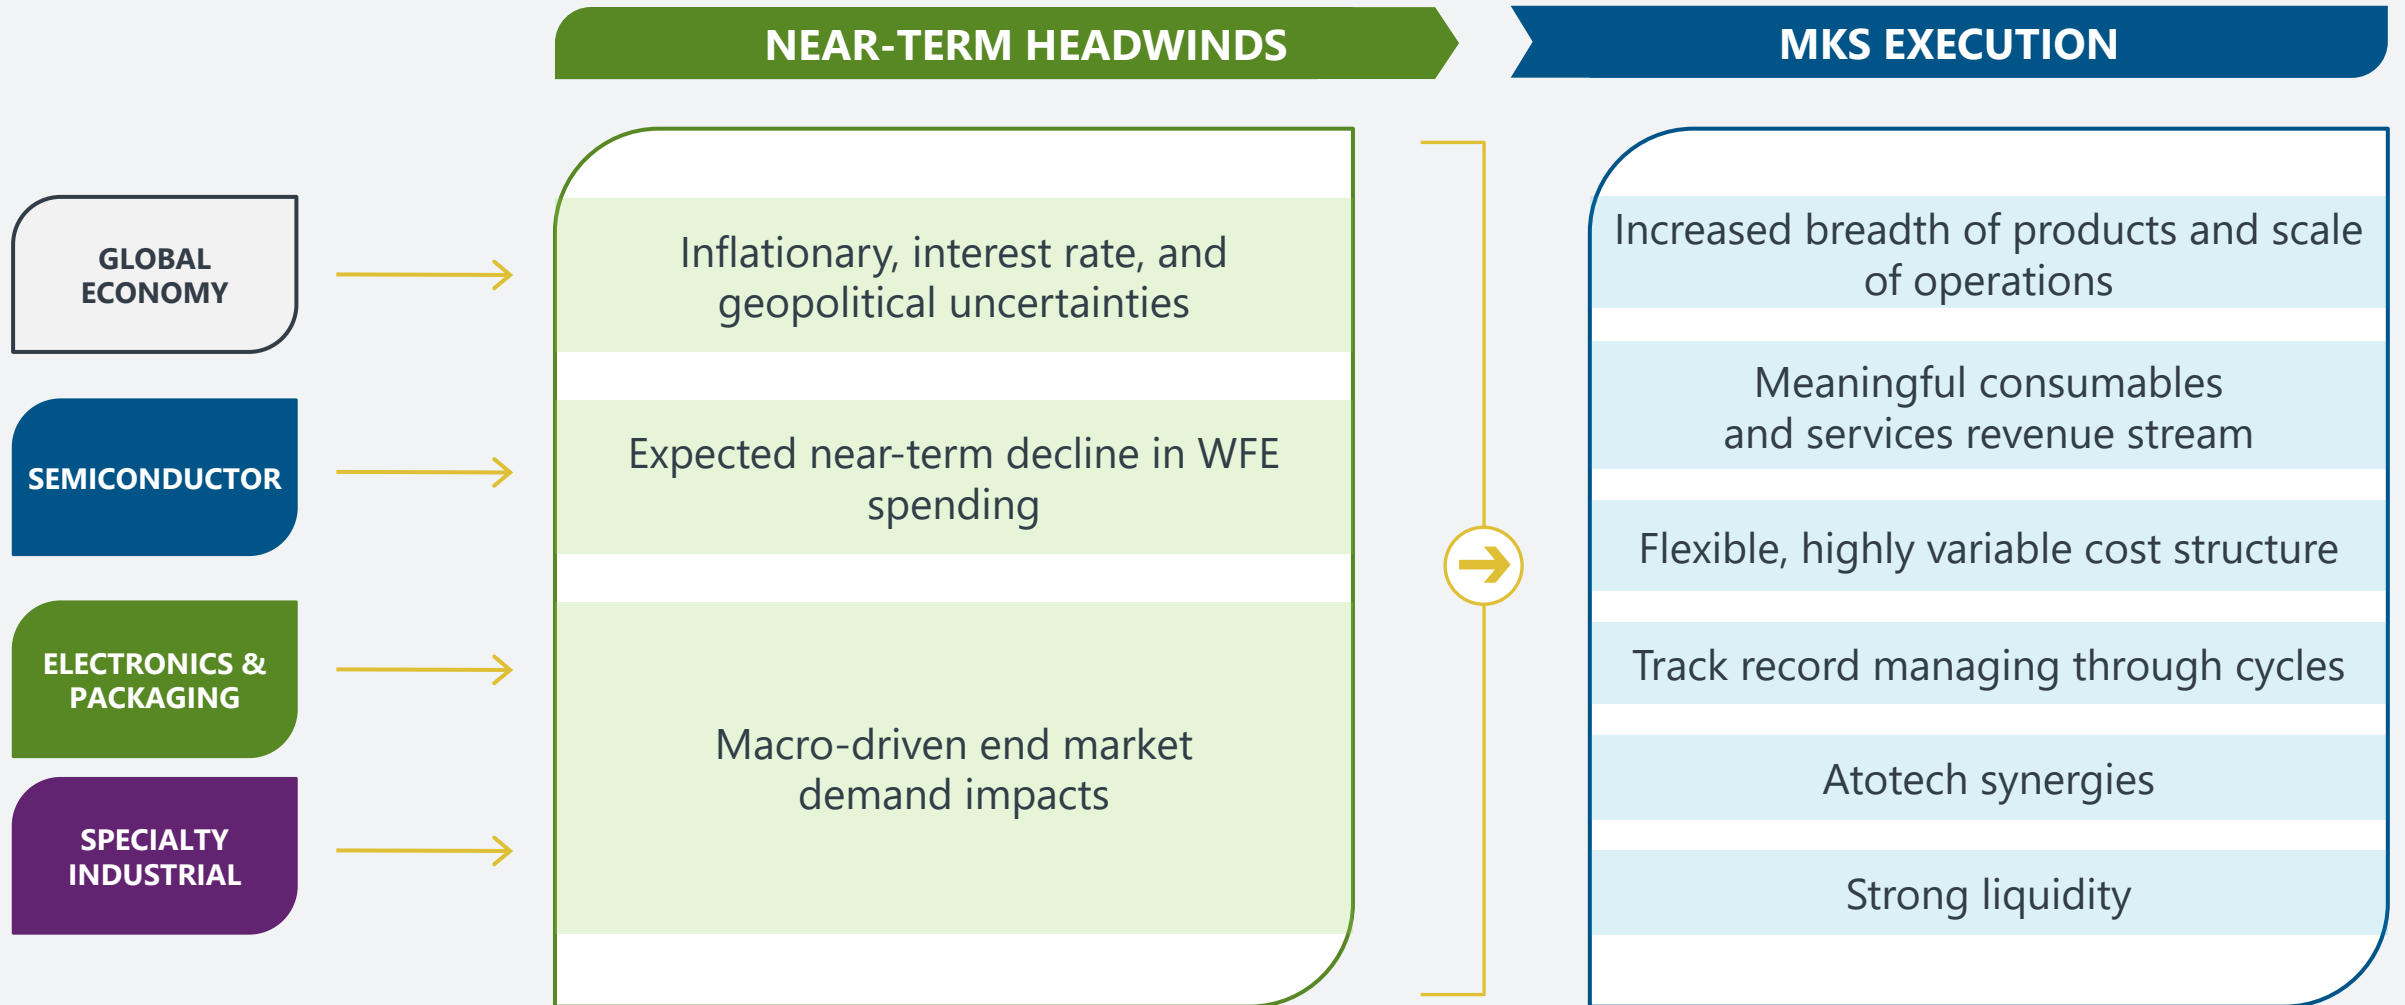 NEAR-TERM HEADWINDS
MKS EXECUTION
GLOBAL
ECONOMY
Inflationary, interest rate, and
geopolitical uncertainties
SEMICONDUCTOR
Expected near-term decline in WFE
spending
ELECTRONICS &
PACKAGING
SPECIALTY
INDUSTRIAL
Macro-driven end market
demand impacts
Increased breadth of products and scale
of operations
Meaningful consumables
and services revenue stream
Flexible, highly variable cost structure
Track record managing through cycles
Atotech synergies
Strong liquidity